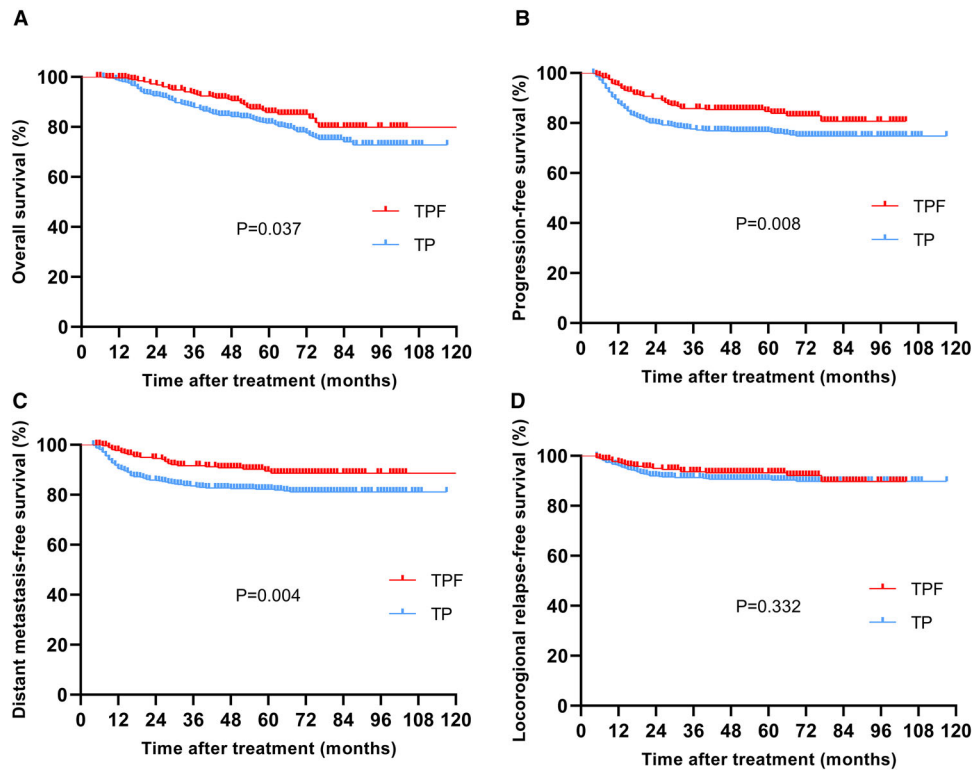 A
Overall survival (%)
100
80
60
40
20
0
P=0.037
TPF
TP
0 12 24 36 48 60 72 84 96 108 120
Time after treatment (months)
B
Progression-free survival (%)
100
80
60
40
20
0
P=0.008
TPF
TP
0 12 24 36 48 60 72 84 96 108 120
Time after treatment (months)
C
Distant metastasis-free survival (%)
100
80
60
40
20
0
P=0.004
TPF
TP
0 12 24 36 48 60 72 84 96 108 120
Time after treatment (months)
D
Locorogional relapse-free survival (%)
100
80
60
40
20
0
P=0.332
TPF
TP
0 12 24 36 48 60 72 84 96 108 120
Time after treatment (months)